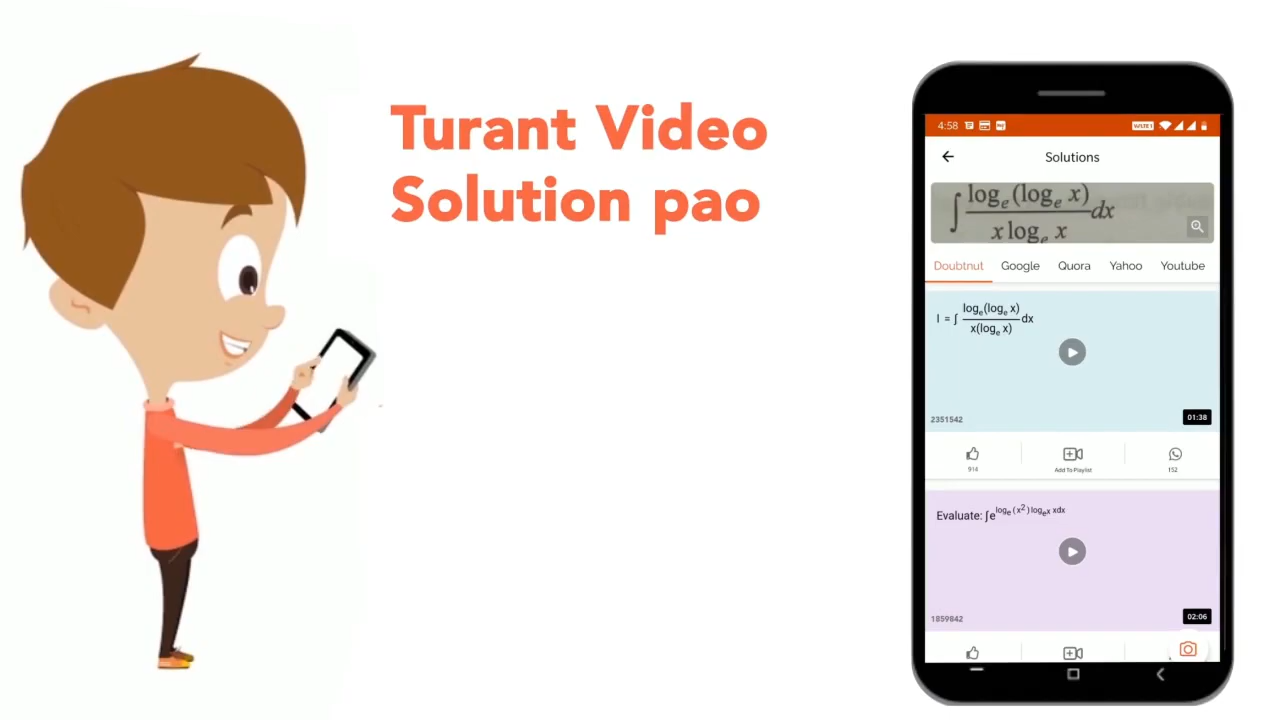 Turant Video
Solution pao
4:58
Solutions
∫ logₑ(logₑ x) / x logₑ x dx
Doubtnut Google Quora Yahoo Youtube
I = ∫ logₑ(logₑ x) / x(logₑ x) dx
2351542 01:38
914 Add To Playlist 152
Evaluate: ∫e^logₑ(x²)logₑx xdx
1859842 02:06